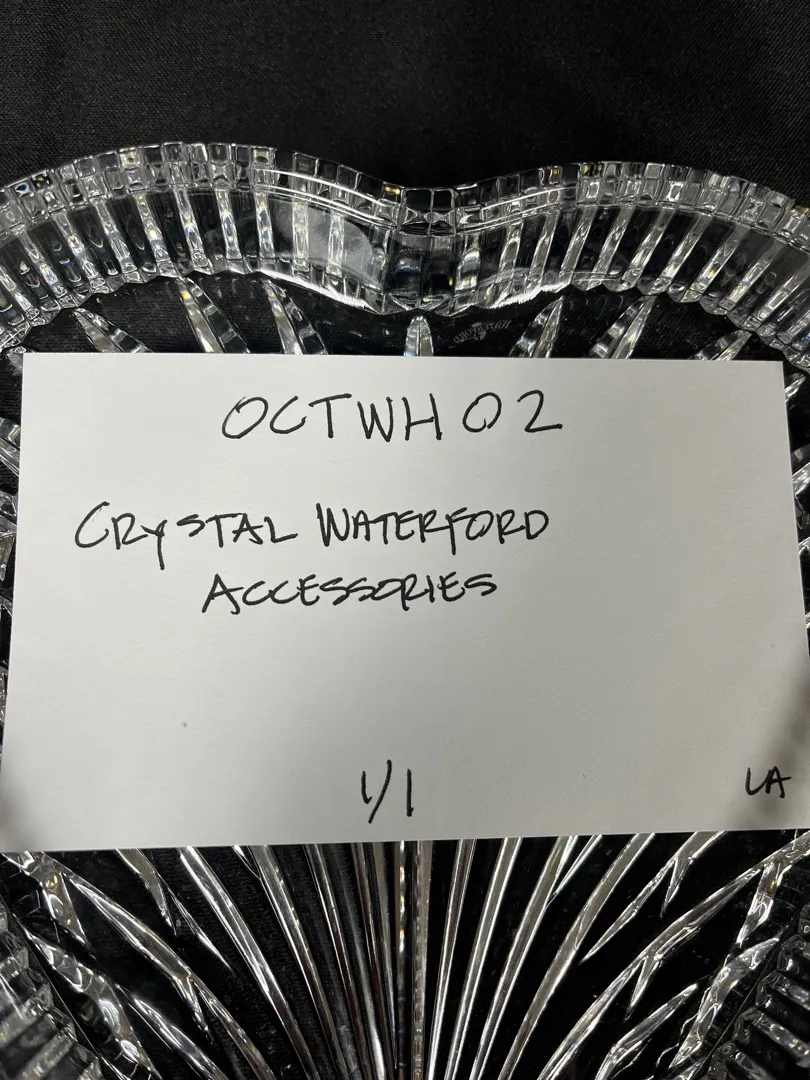 OCTWH02
CRYSTAL WATERFORD
ACCESSORIES
1/1
LA